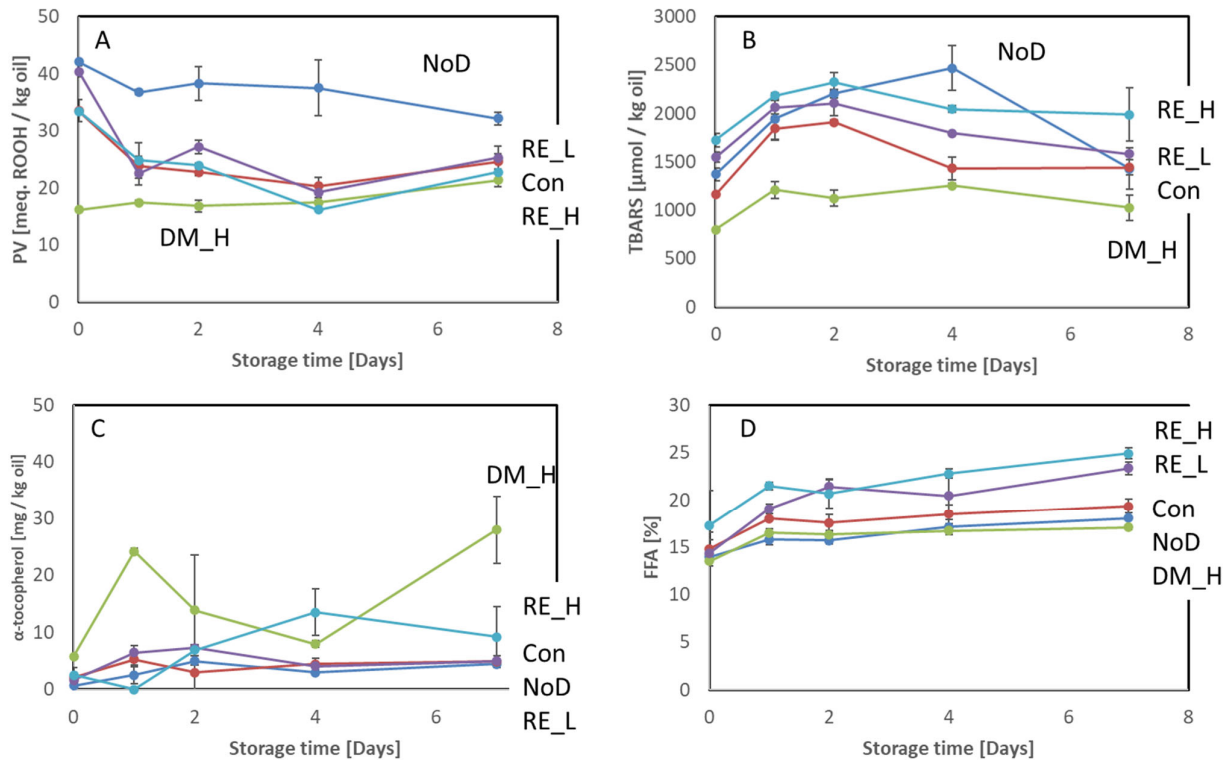 A
PV [meq. ROOH / kg oil]
50
40
30
20
10
0
NoD
RE_L
Con
RE_H
DM_H
0 2 4 6 8
Storage time [Days]
B
TBARS [µmol / kg oil]
3000
2500
2000
1500
1000
500
0
NoD
RE_H
RE_L
Con
DM_H
0 2 4 6 8
Storage time [Days]
C
α-tocopherol [mg / kg oil]
50
40
30
20
10
0
DM_H
RE_H
Con
NoD
RE_L
0 2 4 6
Storage time [Days]
D
FFA [%]
30
25
20
15
10
5
0
RE_H
RE_L
Con
NoD
DM_H
0 2 4 6 8
Storage time [Days]